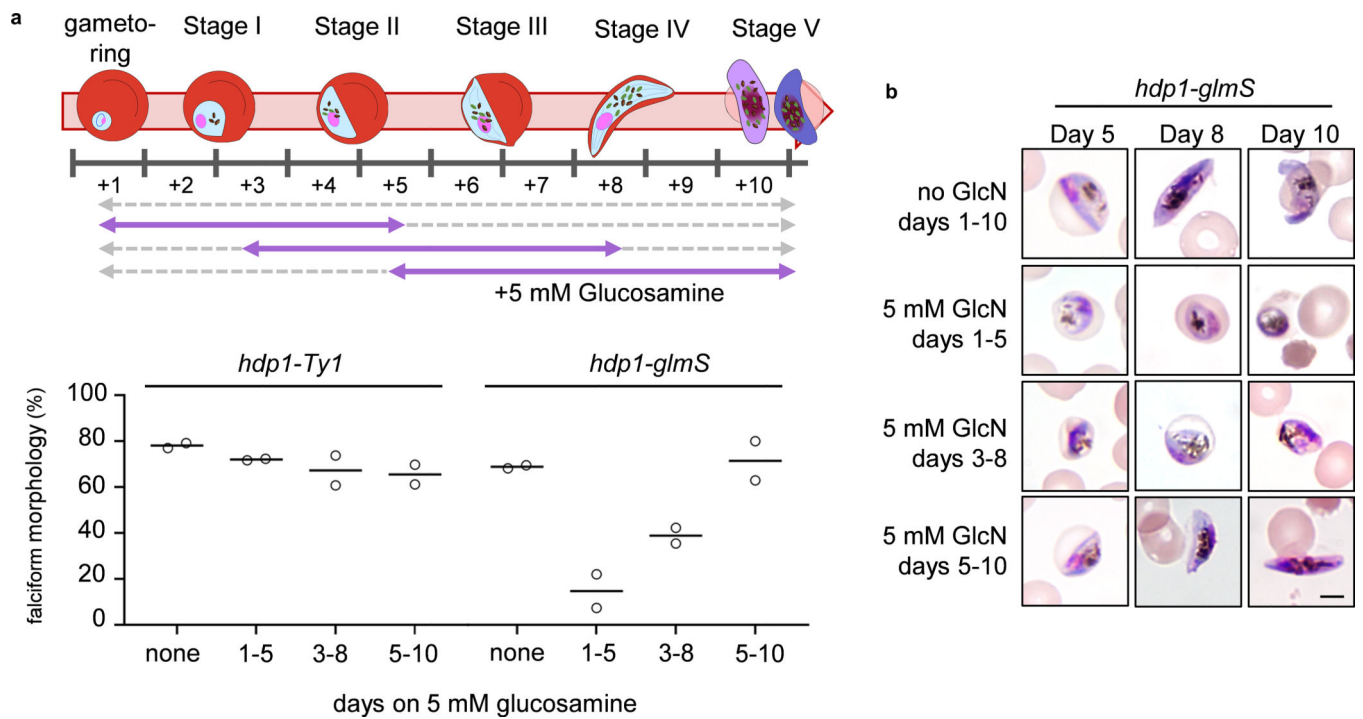 a
gameto-
ring
Stage I
Stage II
Stage III
Stage IV
Stage V
+1 +2 +3 +4 +5 +6 +7 +8 +9 +10
+5 mM Glucosamine
hdp1-Ty1
hdp1-glmS
falciform morphology (%)
100
80
60
40
20
0
none 1-5 3-8 5-10 none 1-5 3-8 5-10
days on 5 mM glucosamine
b
hdp1-glmS
Day 5 Day 8 Day 10
no GlcN
days 1-10
5 mM GlcN
days 1-5
5 mM GlcN
days 3-8
5 mM GlcN
days 5-10